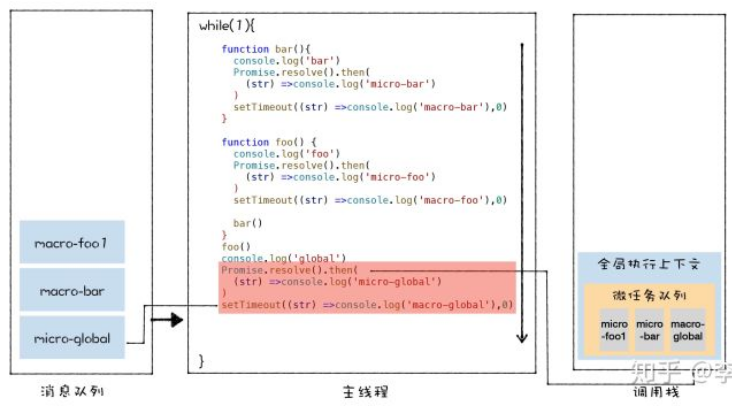 while(1){
function bar(){
console.log('bar')
Promise.resolve().then(
(str) =>console.log('micro-bar')
)
setTimeout((str) =>console.log('macro-bar'),0)
}
function foo() {
console.log('foo')
Promise.resolve().then(
(str) =>console.log('micro-foo')
)
setTimeout((str) =>console.log('macro-foo'),0)
bar()
}
foo()
console.log('global')
Promise.resolve().then(
(str) =>console.log('micro-global')
)
setTimeout((str) =>console.log('macro-global'),0)
}
macro-foo1
macro-bar
micro-global
全局执行上下文
微任务队列
micro
-foo1
micro
-bar
macro-
global
消息队列
主线程
调用栈
知乎 @李